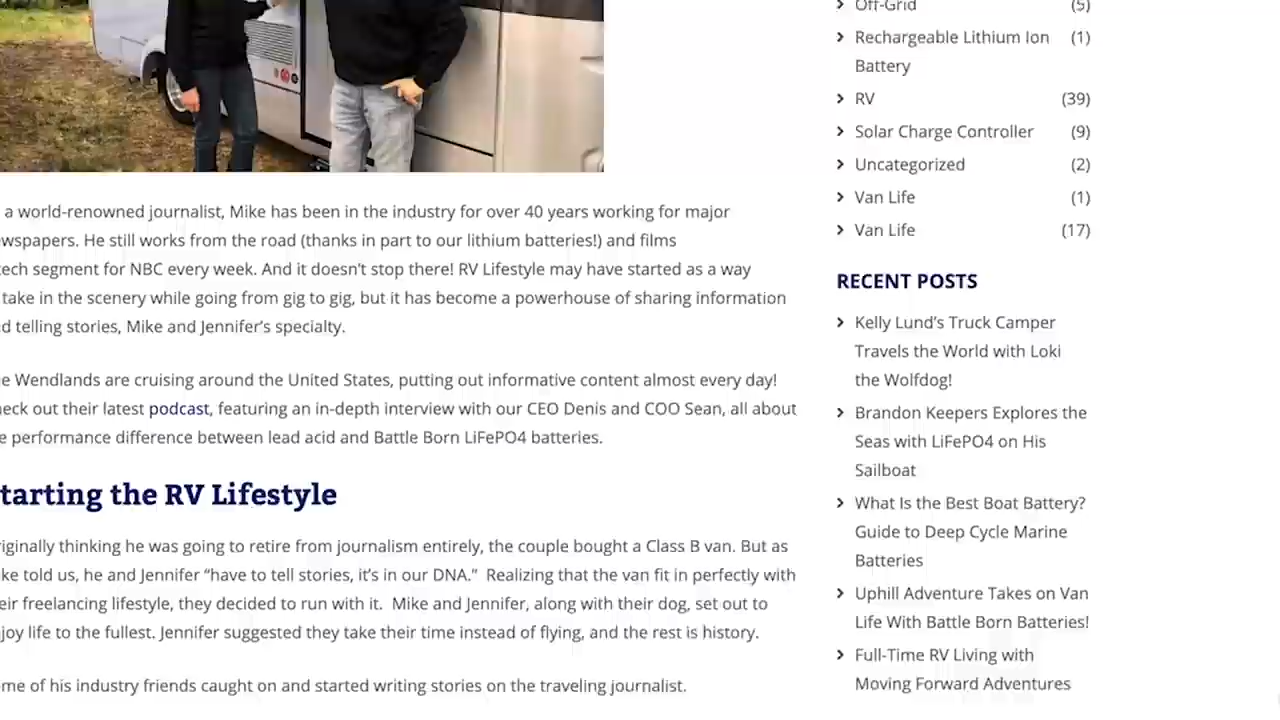 a world-renowned journalist, Mike has been in the industry for over 40 years working for major
wspapers. He still works from the road (thanks in part to our lithium batteries!) and films
tech segment for NBC every week. And it doesn't stop there! RV Lifestyle may have started as a way
take in the scenery while going from gig to gig, but it has become a powerhouse of sharing information
d telling stories, Mike and Jennifer's specialty.
e Wendlands are cruising around the United States, putting out informative content almost every day!
eck out their latest podcast, featuring an in-depth interview with our CEO Denis and COO Sean, all about
e performance difference between lead acid and Battle Born LiFePO4 batteries.
tarting the RV Lifestyle
riginally thinking he was going to retire from journalism entirely, the couple bought a Class B van. But as
ke told us, he and Jennifer “have to tell stories, it’s in our DNA.” Realizing that the van fit in perfectly with
eir freelancing lifestyle, they decided to run with it. Mike and Jennifer, along with their dog, set out to
joy life to the fullest. Jennifer suggested they take their time instead of flying, and the rest is history.
me of his industry friends caught on and started writing stories on the traveling journalist.
Off-Grid (5)
Rechargeable Lithium Ion (1)
Battery
RV (39)
Solar Charge Controller (9)
Uncategorized (2)
Van Life (1)
Van Life (17)
RECENT POSTS
Kelly Lund’s Truck Camper
Travels the World with Loki
the Wolfdog!
Brandon Keepers Explores the
Seas with LiFePO4 on His
Sailboat
What Is the Best Boat Battery?
Guide to Deep Cycle Marine
Batteries
Uphill Adventure Takes on Van
Life With Battle Born Batteries!
Full-Time RV Living with
Moving Forward Adventures